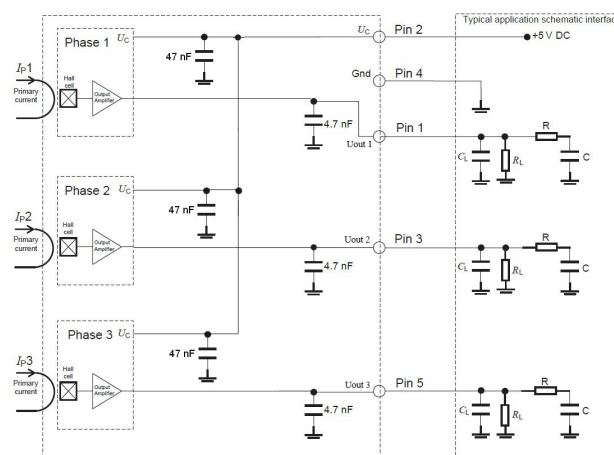 Typical application schematic interfac
U_C Pin 2
+5 V DC
Phase 1 U_C
47 nF
Gnd Pin 4
I_P1
Primary current
Hall cell
Output Amplifier
4.7 nF
Uout 1
Pin 1
C_L
R_L
R
C
Phase 2 U_C
47 nF
I_P2
Primary current
Hall cell
Output Amplifier
4.7 nF
Uout 2
Pin 3
C_L
R_L
R
C
Phase 3 U_C
47 nF
I_P3
Primary current
Hall cell
Output Amplifier
4.7 nF
Uout 3
Pin 5
C_L
R_L
R
C